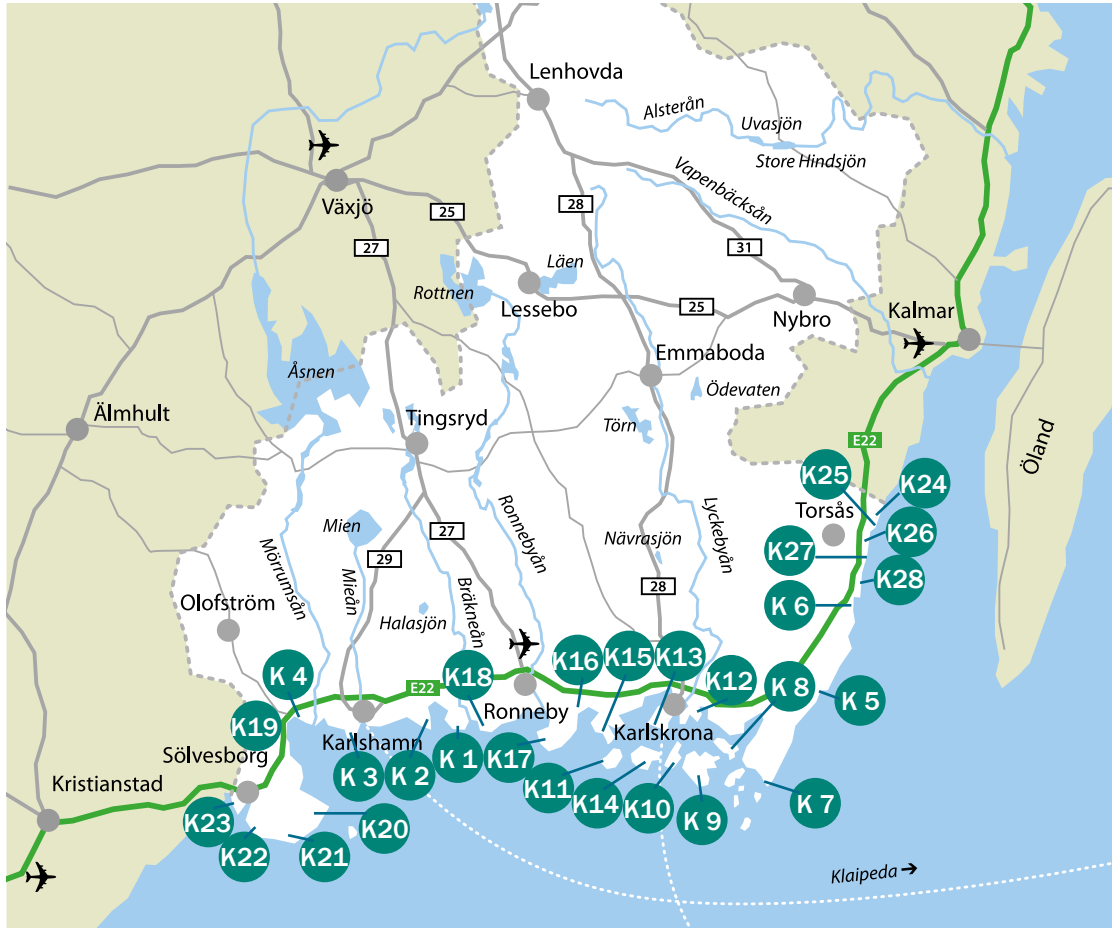 Lenhovda
Alsterån
Uvasjön
Store Hindsjön
Växjö
Vapenbäcksån
28
25
27
31
Läen
Rottnen
Lessebo
25
Nybro
Kalmar
Emmaboda
Åsnen
Ödevaten
Älmhult
Tingsryd
Törn
Öland
E22
K25
K24
Torsås
K26
Mien
Ronnebyån
Lyckebyån
27
Nävrasjön
K27
29
K28
Mörrumsån
Mieån
Bräkneån
28
K 6
Olofström
Halasjön
K16
K15
K13
K 4
K18
K12
K 8
E22
K 5
K19
Ronneby
Karlskrona
Karlshamn
Sölvesborg
K 3
K 2
K 1
K17
Kristianstad
K11
K14
K10
K 9
K 7
K23
K20
K22
K21
Klaipeda →